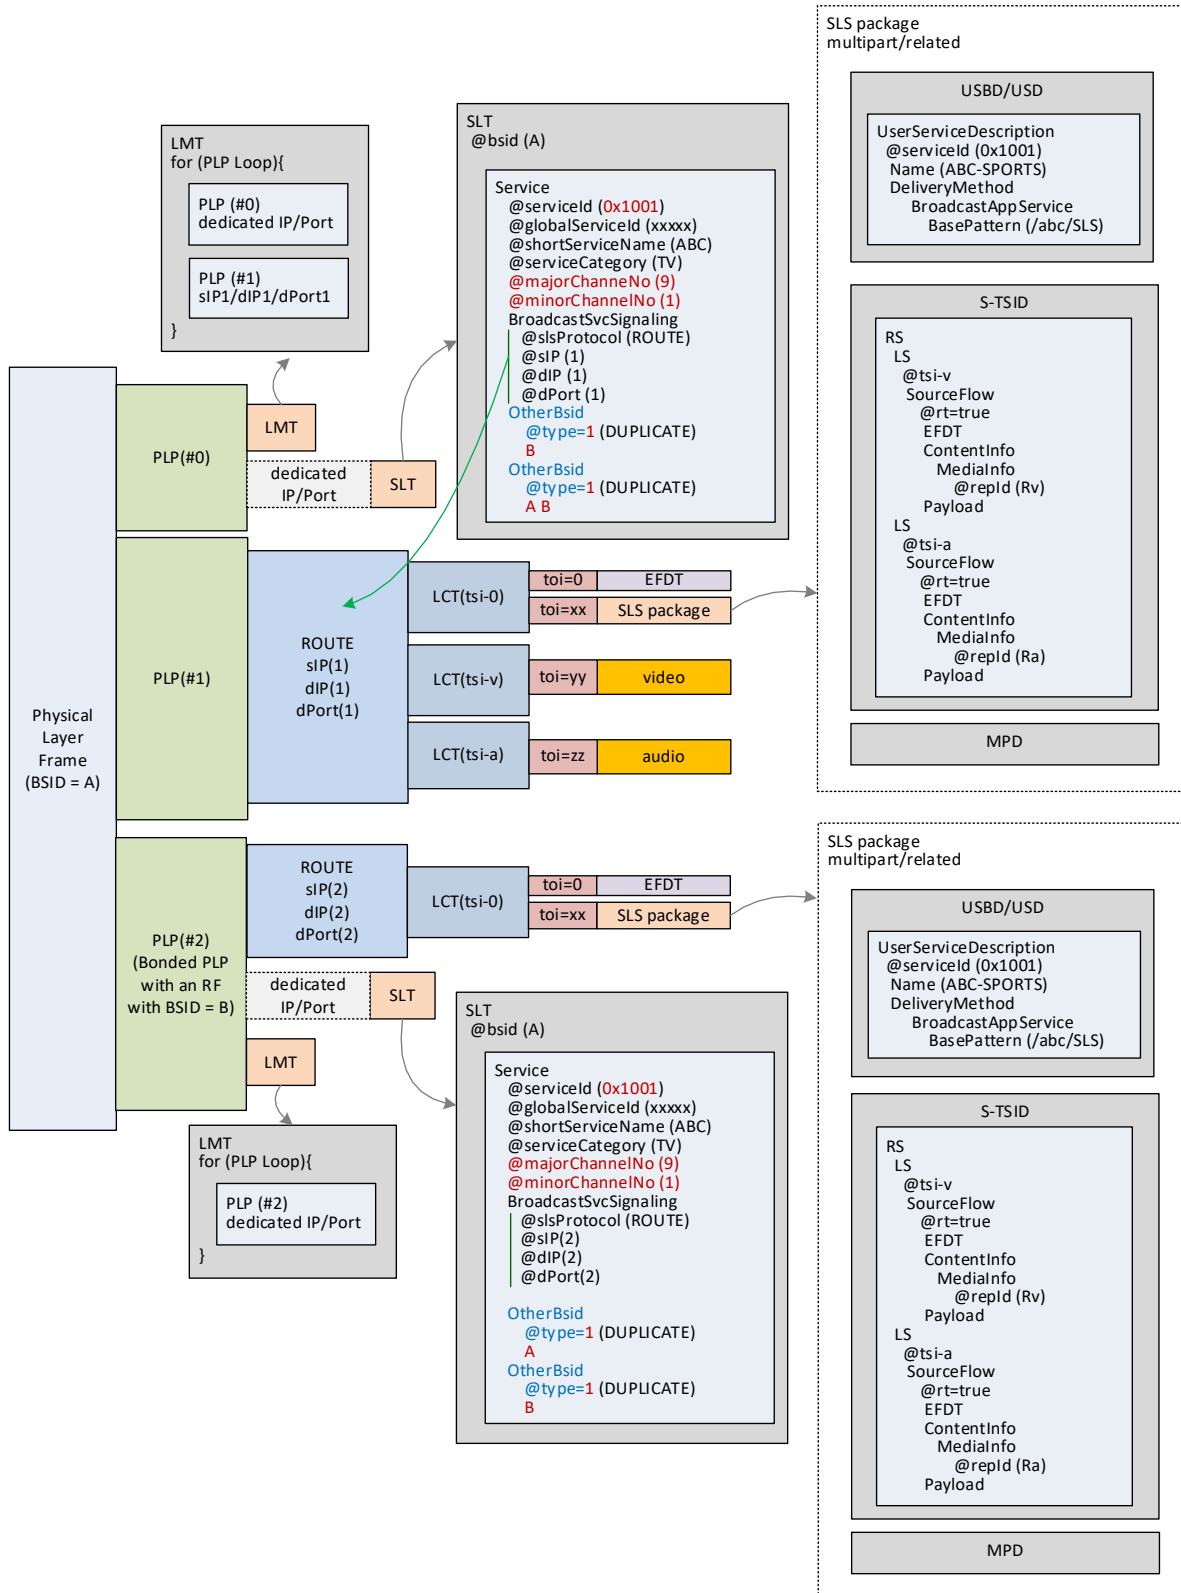 SLS package
multipart/related
USBD/USD
UserServiceDescription
@serviceId (0x1001)
Name (ABC-SPORTS)
DeliveryMethod
BroadcastAppService
BasePattern (/abc/SLS)
S-TSID
RS
LS
@tsi-v
SourceFlow
@rt=true
EFDT
ContentInfo
MediaInfo
@repId (Rv)
Payload
LS
@tsi-a
SourceFlow
@rt=true
EFDT
ContentInfo
MediaInfo
@repId (Ra)
Payload
MPD
LMT
for (PLP Loop){
PLP (#0)
dedicated IP/Port
PLP (#1)
sIP1/dIP1/dPort1
}
SLT
@bsid (A)
Service
@serviceId (0x1001)
@globalServiceId (xxxxx)
@shortServiceName (ABC)
@serviceCategory (TV)
@majorChanneNo (9)
@minorChannelNo (1)
BroadcastSvcSignaling
@slsProtocol (ROUTE)
@sIP (1)
@dIP (1)
@dPort (1)
OtherBsid
@type=1 (DUPLICATE)
B
OtherBsid
@type=1 (DUPLICATE)
A B
Physical
Layer
Frame
(BSID = A)
PLP(#0)
LMT
dedicated
IP/Port
SLT
PLP(#1)
ROUTE
sIP(1)
dIP(1)
dPort(1)
LCT(tsi-0)
toi=0
EFDT
toi=xx
SLS package
LCT(tsi-v)
toi=yy
video
LCT(tsi-a)
toi=zz
audio
PLP(#2)
(Bonded PLP
with an RF
with BSID = B)
ROUTE
sIP(2)
dIP(2)
dPort(2)
LCT(tsi-0)
toi=0
EFDT
toi=xx
SLS package
dedicated
IP/Port
SLT
LMT
LMT
for (PLP Loop){
PLP (#2)
dedicated IP/Port
}
SLT
@bsid (A)
Service
@serviceId (0x1001)
@globalServiceId (xxxxx)
@shortServiceName (ABC)
@serviceCategory (TV)
@majorChannelNo (9)
@minorChannelNo (1)
BroadcastSvcSignaling
@slsProtocol (ROUTE)
@sIP(2)
@dIP(2)
@dPort(2)
OtherBsid
@type=1 (DUPLICATE)
A
OtherBsid
@type=1 (DUPLICATE)
B
SLS package
multipart/related
USBD/USD
UserServiceDescription
@serviceId (0x1001)
Name (ABC-SPORTS)
DeliveryMethod
BroadcastAppService
BasePattern (/abc/SLS)
S-TSID
RS
LS
@tsi-v
SourceFlow
@rt=true
EFDT
ContentInfo
MediaInfo
@repId (Rv)
Payload
LS
@tsi-a
SourceFlow
@rt=true
EFDT
ContentInfo
MediaInfo
@repId (Ra)
Payload
MPD